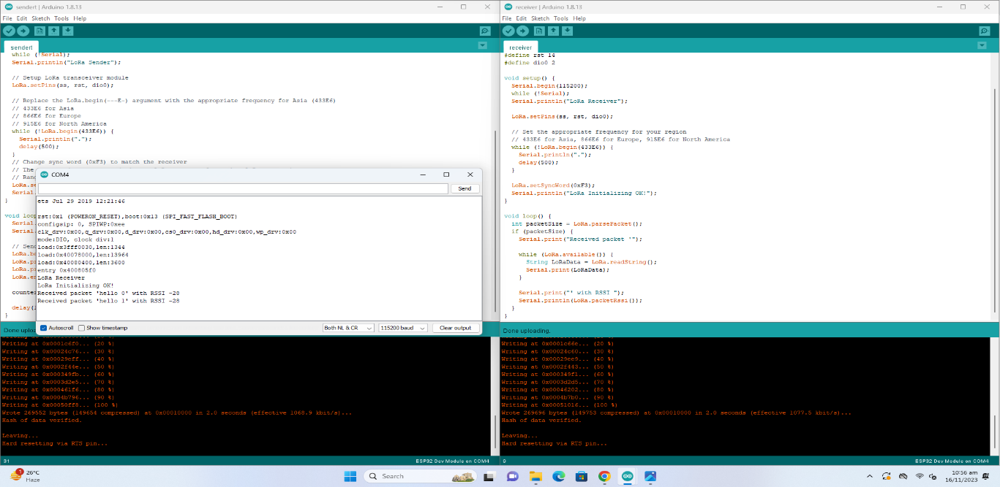 sendert | Arduino 1.8.13
File Edit Sketch Tools Help
sendert
while (!Serial);
Serial.println("LoRa Sender");
// Setup LoRa transceiver module
LoRa.setPins(ss, rst, dio0);
// Replace the LoRa.begin(---E-) argument with the appropriate frequency for Asia (433E6)
// 433E6 for Asia
// 866E6 for Europe
// 915E6 for North America
while (!LoRa.begin(433E6)) {
Serial.println(".");
delay(500);
}
// Change sync word (0xF3) to match the receiver
// The
// Rang
LoRa.se
Serial
}
void loop
Serial
Serial.
// Send
LoRa.be
LoRa.pr
LoRa.pr
LoRa.en
counter
delay(
}
COM4
Send
ets Jul 29 2019 12:21:46
rst:0x1 (POWERON_RESET),boot:0x13 (SPI_FAST_FLASH_BOOT)
configsip: 0, SPIWP:0xee
clk_drv:0x00,q_drv:0x00,d_drv:0x00,cs0_drv:0x00,hd_drv:0x00,wp_drv:0x00
mode:DIO, clock div:1
load:0x3fff0030,len:1344
load:0x40078000,len:13964
load:0x40080400,len:3600
entry 0x400805f0
LoRa Receiver
LoRa Initializing OK!
Received packet 'hello 0' with RSSI -28
Received packet 'hello 1' with RSSI -28
Autoscroll Show timestamp Both NL & CR 115200 baud Clear output
Done uploa
Writing at 0x0001c6f0... (20 %)
Writing at 0x00024c76... (30 %)
Writing at 0x00029eff... (40 %)
Writing at 0x0002f44e... (50 %)
Writing at 0x000349fb... (60 %)
Writing at 0x0003d2e5... (70 %)
Writing at 0x000461f6... (80 %)
Writing at 0x0004b796... (90 %)
Writing at 0x00050ff8... (100 %)
Wrote 269552 bytes (149654 compressed) at 0x00010000 in 2.0 seconds (effective 1068.9 kbit/s)...
Hash of data verified.
Leaving...
Hard resetting via RTS pin...
31 ESP32 Dev Module on COM4
receiver | Arduino 1.8.13
File Edit Sketch Tools Help
receiver
#define rst 14
#define dio0 2
void setup() {
Serial.begin(115200);
while (!Serial);
Serial.println("LoRa Receiver");
LoRa.setPins(ss, rst, dio0);
// Set the appropriate frequency for your region
// 433E6 for Asia, 866E6 for Europe, 915E6 for North America
while (!LoRa.begin(433E6)) {
Serial.println(".");
delay(500);
}
LoRa.setSyncWord(0xF3);
Serial.println("LoRa Initializing OK!");
}
void loop() {
int packetSize = LoRa.parsePacket();
if (packetSize) {
Serial.print("Received packet '");
while (LoRa.available()) {
String LoRaData = LoRa.readString();
Serial.print(LoRaData);
}
Serial.print("' with RSSI ");
Serial.println(LoRa.packetRssi());
}
}
Done uploading.
Writing at 0x0001c66c... (20 %)
Writing at 0x00024c60... (30 %)
Writing at 0x00029ee9... (40 %)
Writing at 0x0002f443... (50 %)
Writing at 0x000349f1... (60 %)
Writing at 0x0003d2d5... (70 %)
Writing at 0x00046202... (80 %)
Writing at 0x0004b7b0... (90 %)
Writing at 0x00051016... (100 %)
Wrote 269696 bytes (149753 compressed) at 0x00010000 in 2.0 seconds (effective 1077.5 kbit/s)...
Hash of data verified.
Leaving...
Hard resetting via RTS pin...
9 ESP32 Dev Module on COM4
1
26°C
Haze
Search
10:56 am
16/11/2023